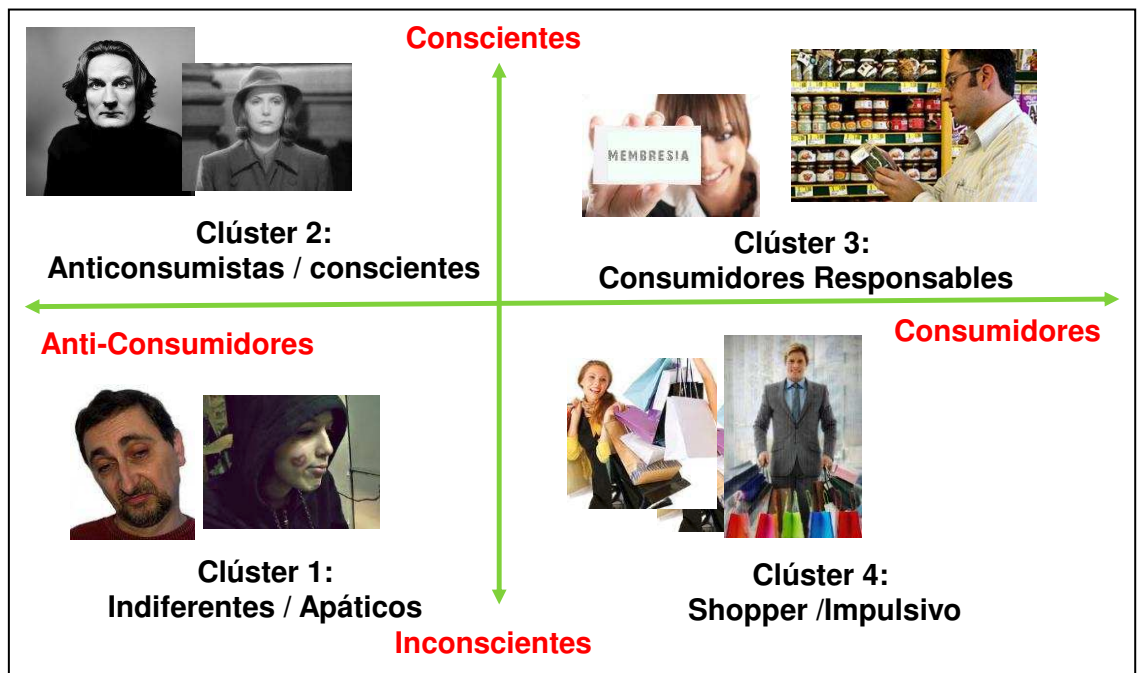 Conscientes
MEMBRESIA
Clúster 2:
Anticonsumistas / conscientes
Clúster 3:
Consumidores Responsables
Anti-Consumidores
Consumidores
Clúster 1:
Indiferentes / Apáticos
Clúster 4:
Shopper /Impulsivo
Inconscientes